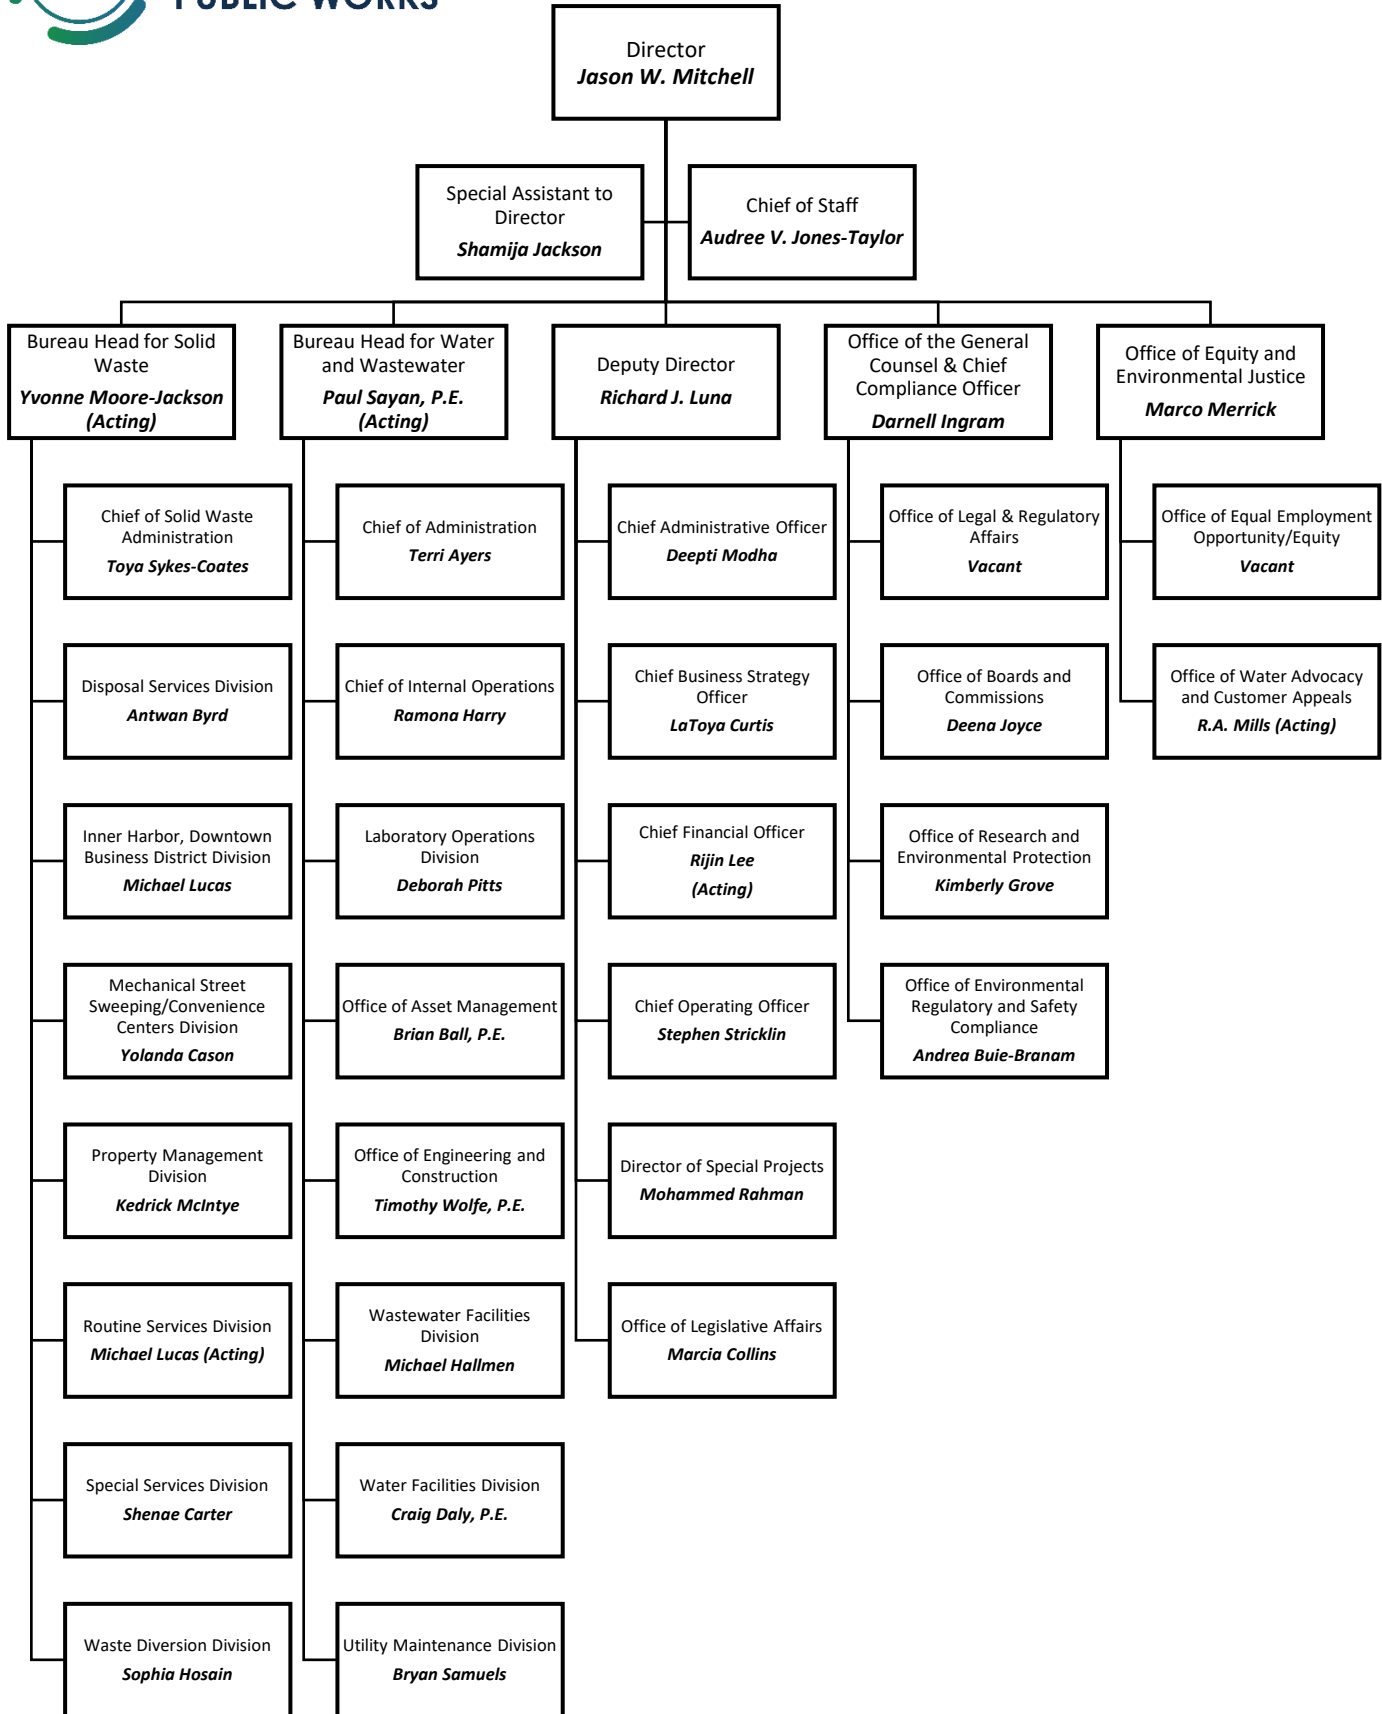 PUBLIC WORKS
Director
Jason W. Mitchell
Special Assistant to
Director
Shamija Jackson
Chief of Staff
Audree V. Jones-Taylor
Bureau Head for Solid
Waste
Yvonne Moore-Jackson
(Acting)
Bureau Head for Water
and Wastewater
Paul Sayan, P.E.
(Acting)
Deputy Director
Richard J. Luna
Office of the General
Counsel & Chief
Compliance Officer
Darnell Ingram
Office of Equity and
Environmental Justice
Marco Merrick
Chief of Solid Waste
Administration
Toya Sykes-Coates
Disposal Services Division
Antwan Byrd
Inner Harbor, Downtown
Business District Division
Michael Lucas
Mechanical Street
Sweeping/Convenience
Centers Division
Yolanda Cason
Property Management
Division
Kedrick McIntye
Routine Services Division
Michael Lucas (Acting)
Special Services Division
Shenae Carter
Waste Diversion Division
Sophia Hosain
Chief of Administration
Terri Ayers
Chief of Internal Operations
Ramona Harry
Laboratory Operations
Division
Deborah Pitts
Office of Asset Management
Brian Ball, P.E.
Office of Engineering and
Construction
Timothy Wolfe, P.E.
Wastewater Facilities
Division
Michael Hallmen
Water Facilities Division
Craig Daly, P.E.
Utility Maintenance Division
Bryan Samuels
Chief Administrative Officer
Deepti Modha
Chief Business Strategy
Officer
LaToya Curtis
Chief Financial Officer
Rijin Lee
(Acting)
Chief Operating Officer
Stephen Stricklin
Director of Special Projects
Mohammed Rahman
Office of Legislative Affairs
Marcia Collins
Office of Legal & Regulatory
Affairs
Vacant
Office of Boards and
Commissions
Deena Joyce
Office of Research and
Environmental Protection
Kimberly Grove
Office of Environmental
Regulatory and Safety
Compliance
Andrea Buie-Branam
Office of Equal Employment
Opportunity/Equity
Vacant
Office of Water Advocacy
and Customer Appeals
R.A. Mills (Acting)